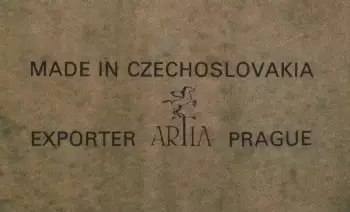 MADE IN CZECHOSLOVAKIA
EXPORTER ARTIA PRAGUE